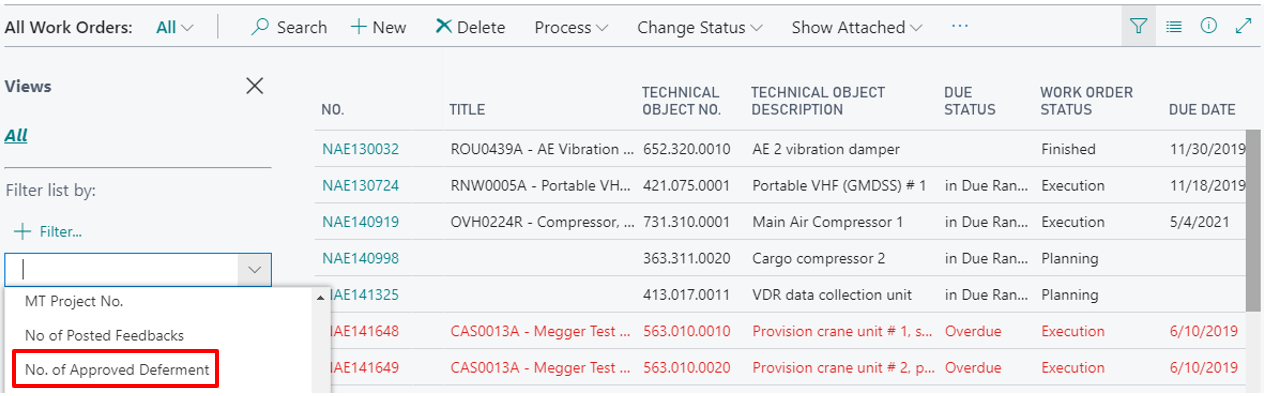 All Work Orders: All Search New Delete Process Change Status Show Attached ...
Views
All
Filter list by:
Filter...
MT Project No.
No of Posted Feedbacks
No. of Approved Deferment
NO. TITLE TECHNICAL OBJECT NO. TECHNICAL OBJECT DESCRIPTION DUE STATUS WORK ORDER STATUS DUE DATE
NAE130032 ROU0439A - AE Vibration ... 652.320.0010 AE 2 vibration damper Finished 11/30/2019
NAE130724 RNW0005A - Portable VH... 421.075.0001 Portable VHF (GMDSS) # 1 in Due Ran... Execution 11/18/2019
NAE140919 OVH0224R - Compressor, ... 731.310.0001 Main Air Compressor 1 in Due Ran... Execution 5/4/2021
NAE140998 363.311.0020 Cargo compressor 2 in Due Ran... Planning
NAE141325 413.017.0011 VDR data collection unit in Due Ran... Planning
NAE141648 CAS0013A - Megger Test ... 563.010.0010 Provision crane unit # 1, s... Overdue Execution 6/10/2019
NAE141649 CAS0013A - Megger Test ... 563.010.0020 Provision crane unit # 2, p... Overdue Execution 6/10/2019